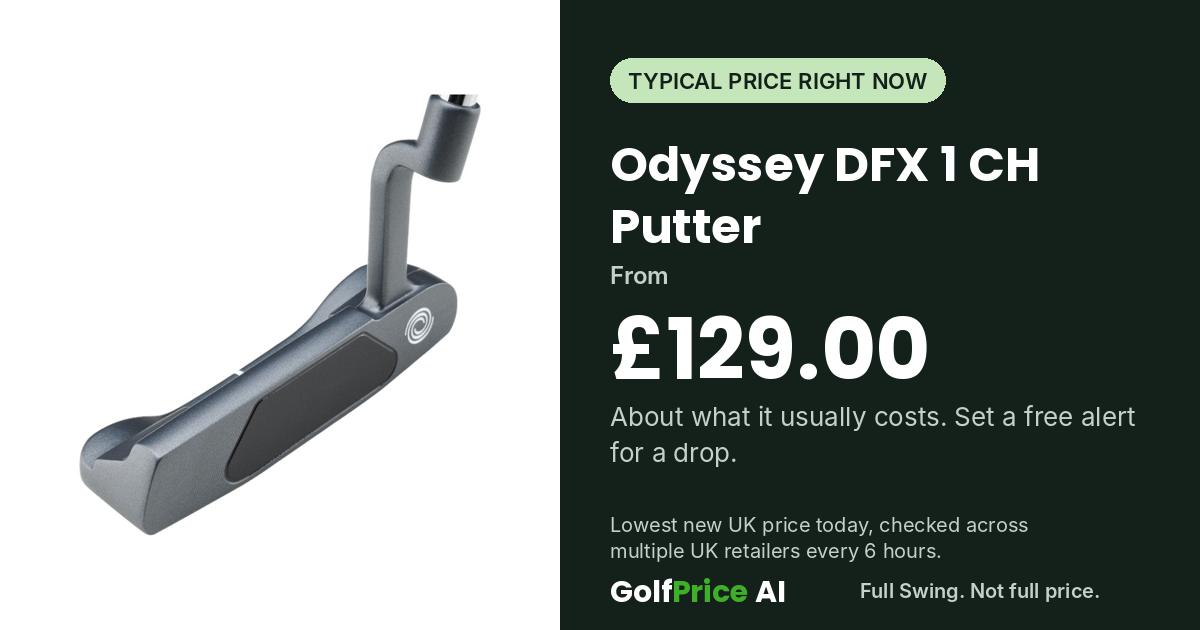 TYPICAL PRICE RIGHT NOW
Odyssey DFX 1 CH
Putter
From
£129.00
About what it usually costs. Set a free alert
for a drop.
Lowest new UK price today, checked across
multiple UK retailers every 6 hours.
GolfPrice AI
Full Swing. Not full price.